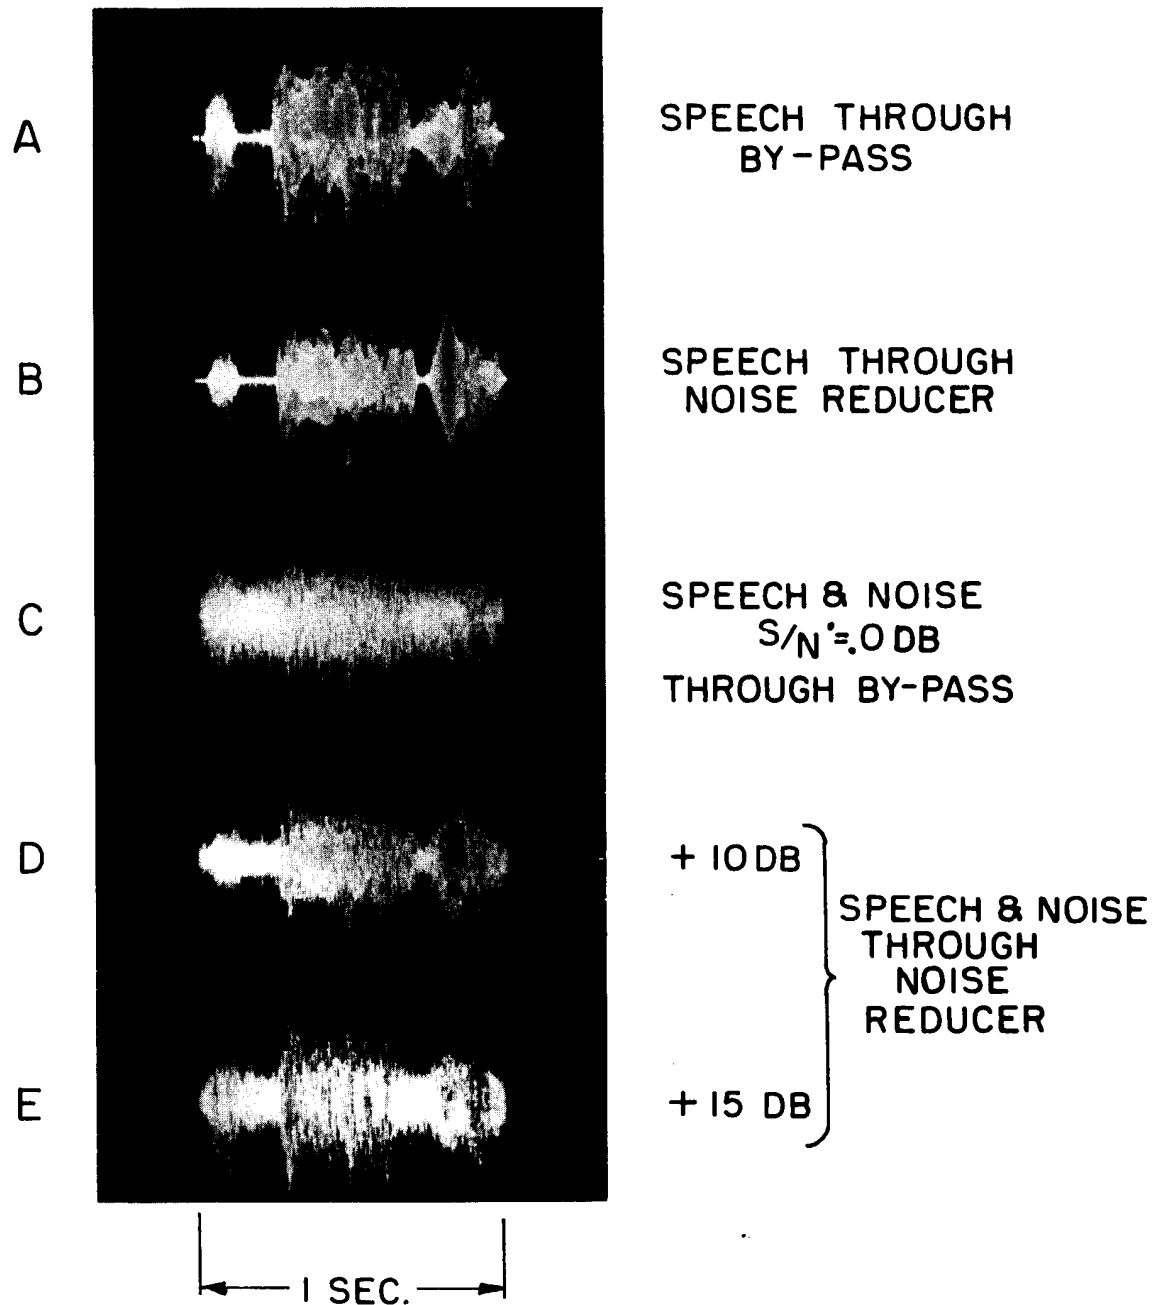 A
SPEECH THROUGH
BY-PASS
B
SPEECH THROUGH
NOISE REDUCER
C
SPEECH & NOISE
S/N = 0 DB
THROUGH BY-PASS
D
+ 10 DB
SPEECH & NOISE
THROUGH
NOISE
REDUCER
E
+ 15 DB
1 SEC.